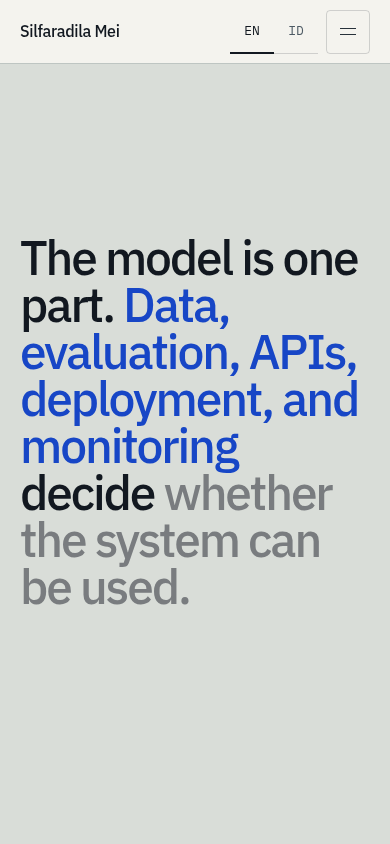 Silfaradila Mei
EN ID
The model is one
part. Data,
evaluation, APIs,
deployment, and
monitoring
decide whether
the system can
be used.